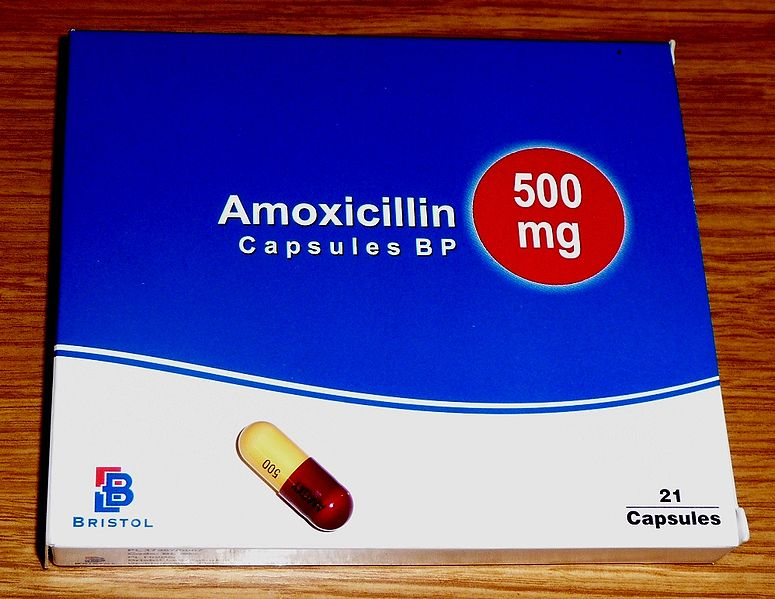 Amoxicillin
Capsules BP
500
mg
500
BRISTOL
21
Capsules